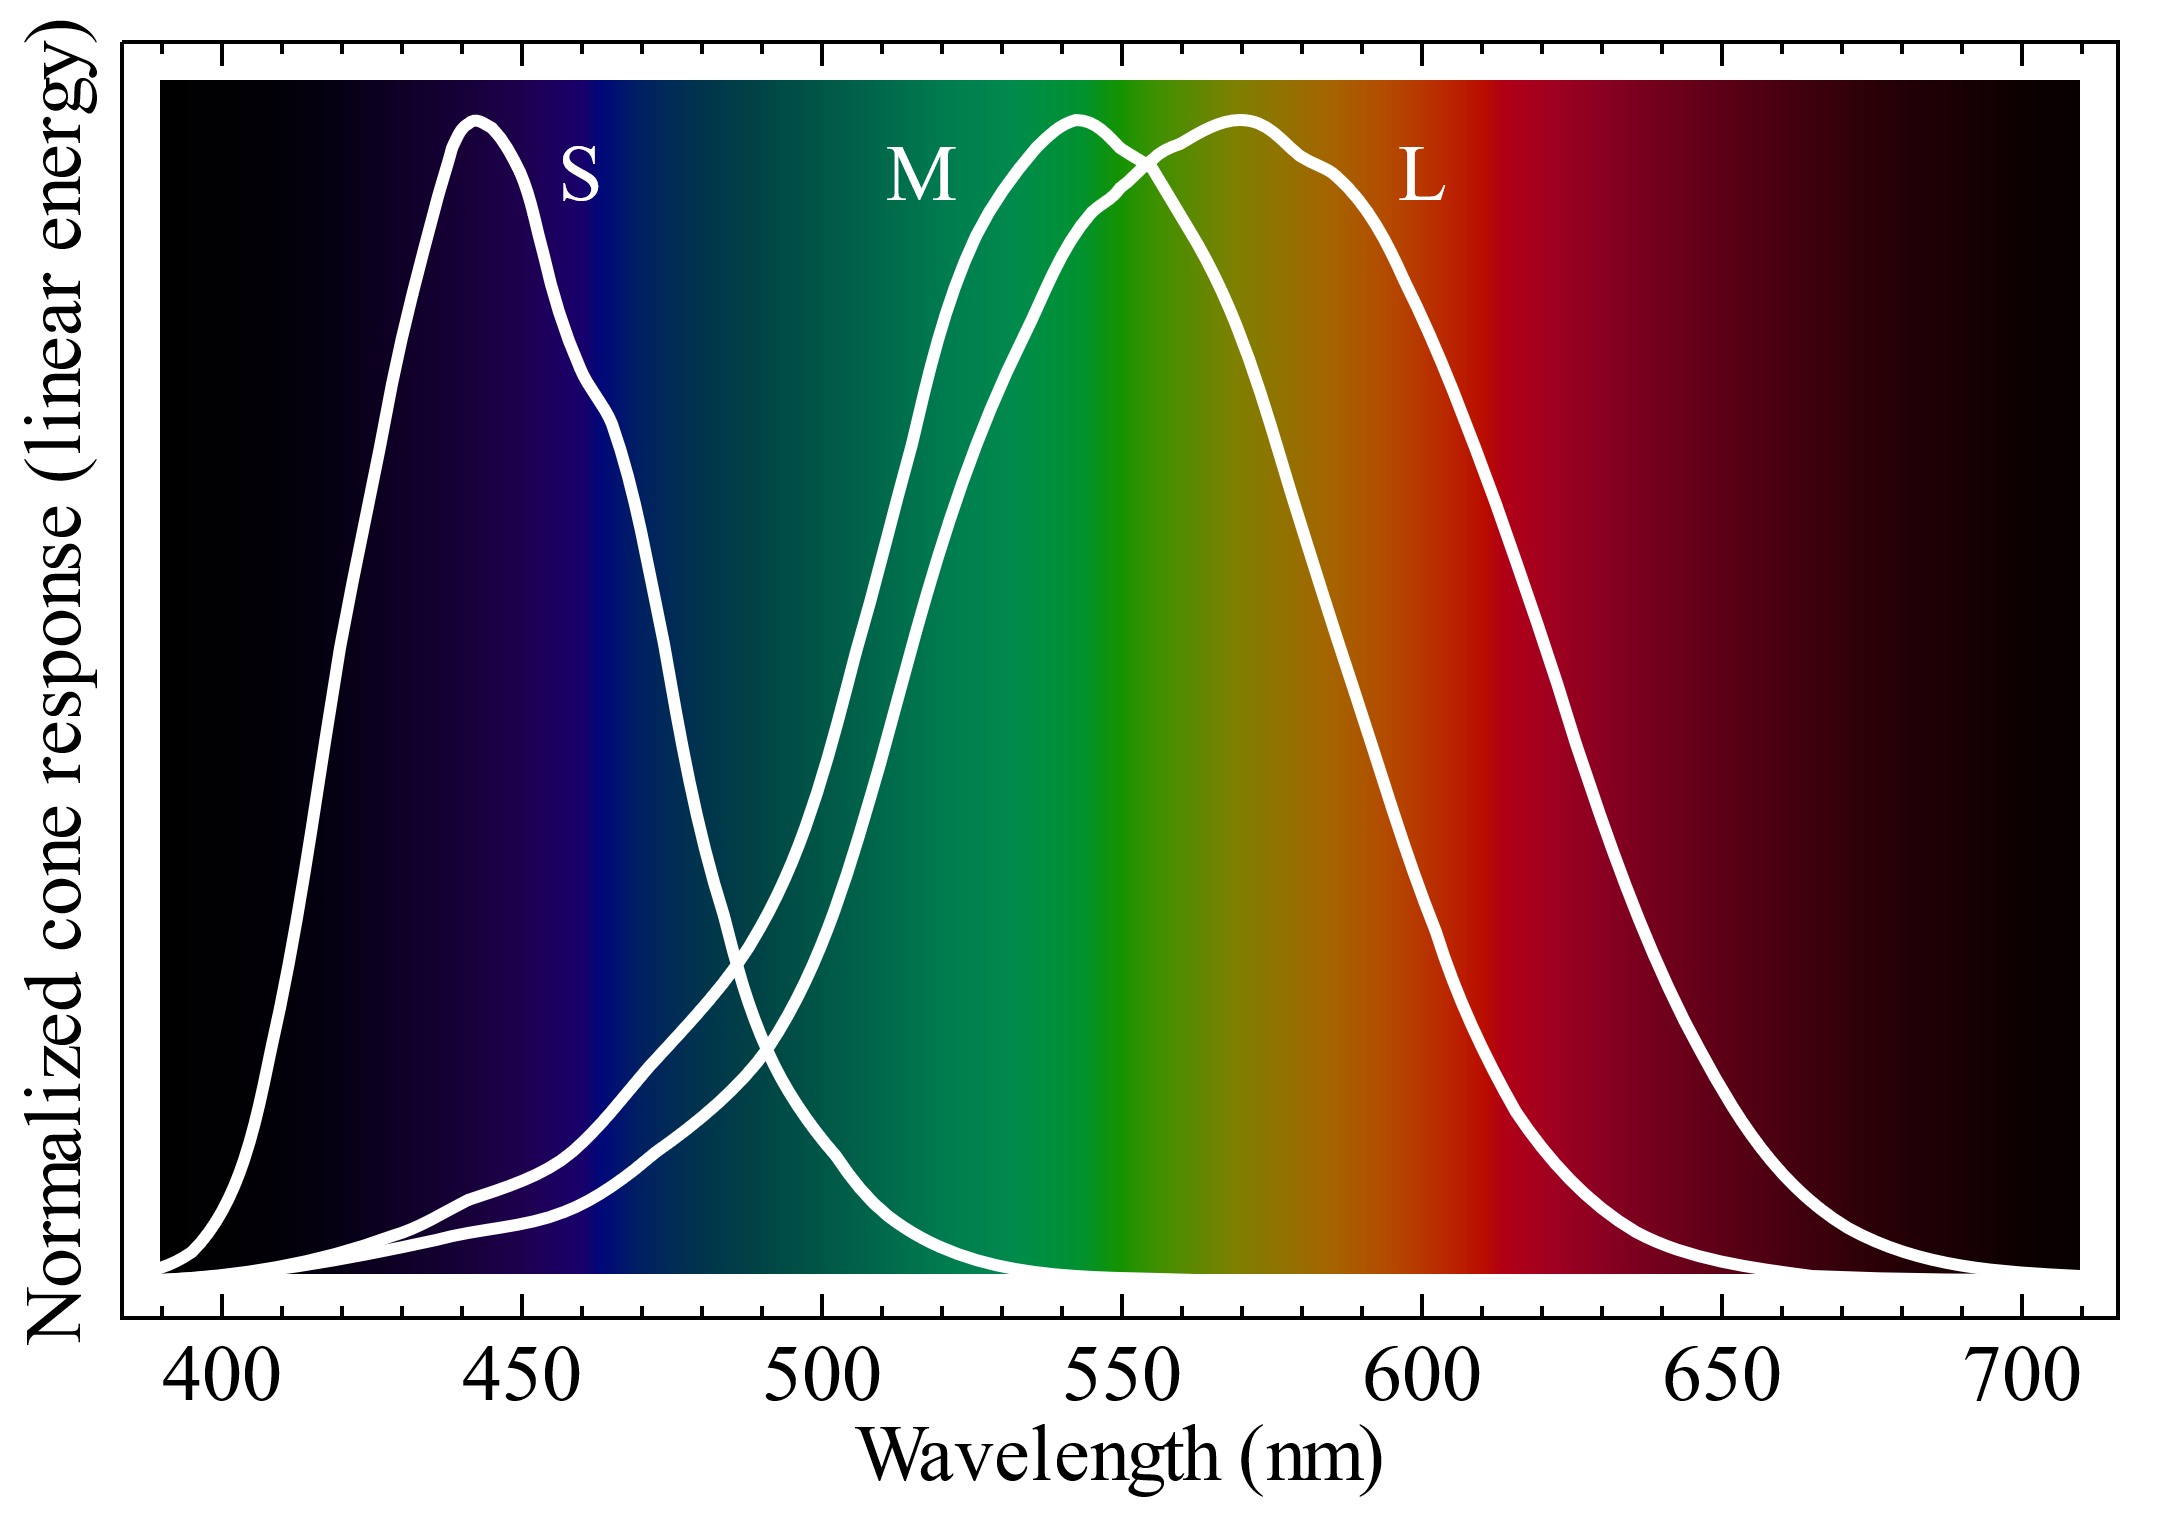 Normalized cone response (linear energy)
S M L
400 450 500 550 600 650 700
Wavelength (nm)